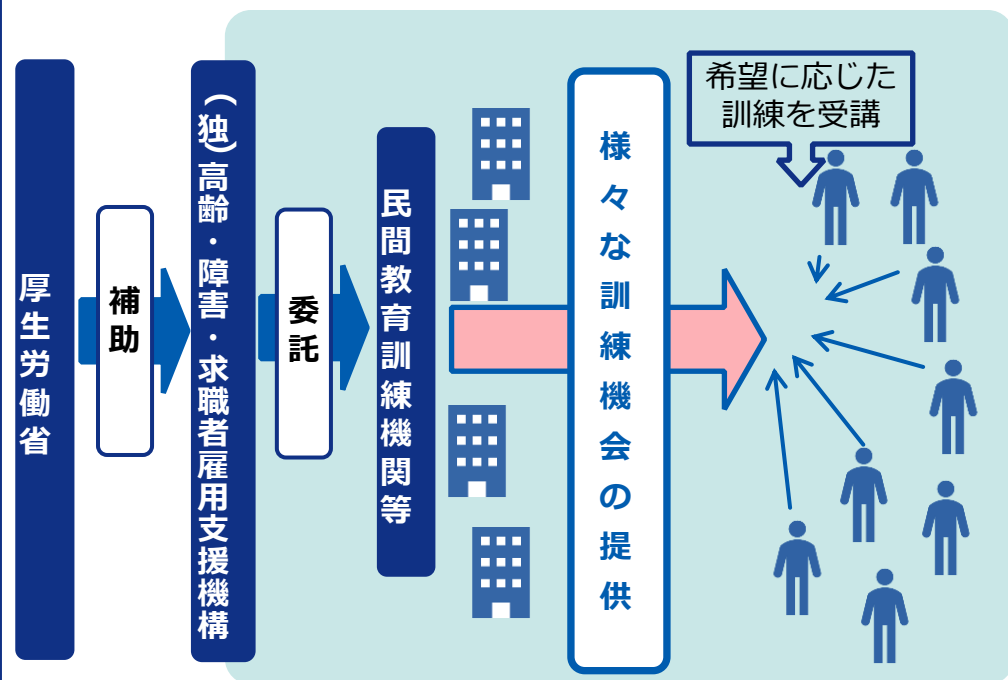 厚生労働省
補助
(独)高齢・障害・求職者雇用支援機構
委託
民間教育訓練機関等
様々な訓練機会の提供
希望に応じた
訓練を受講